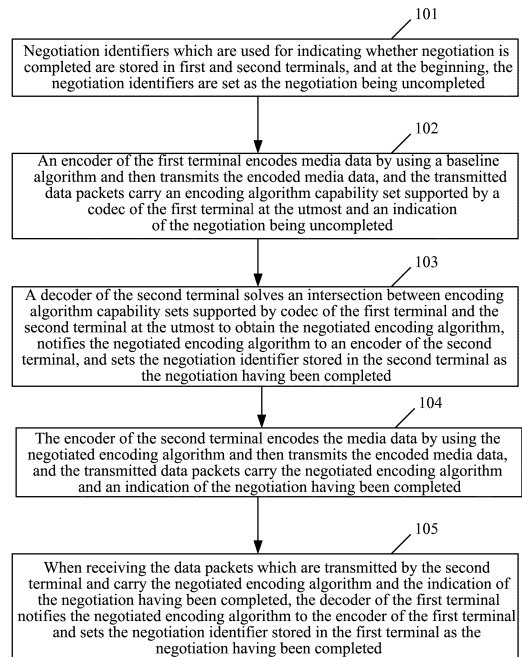 101
Negotiation identifiers which are used for indicating whether negotiation is
completed are stored in first and second terminals, and at the beginning, the
negotiation identifiers are set as the negotiation being uncompleted
102
An encoder of the first terminal encodes media data by using a baseline
algorithm and then transmits the encoded media data, and the transmitted
data packets carry an encoding algorithm capability set supported by a
codec of the first terminal at the utmost and an indication
of the negotiation being uncompleted
103
A decoder of the second terminal solves an intersection between encoding
algorithm capability sets supported by codec of the first terminal and the
second terminal at the utmost to obtain the negotiated encoding algorithm,
notifies the negotiated encoding algorithm to an encoder of the second
terminal, and sets the negotiation identifier stored in the second terminal as
the negotiation having been completed
104
The encoder of the second terminal encodes the media data by using the
negotiated encoding algorithm and then transmits the encoded media data,
and the transmitted data packets carry the negotiated encoding algorithm
and an indication of the negotiation having been completed
105
When receiving the data packets which are transmitted by the second
terminal and carry the negotiated encoding algorithm and the indication of
the negotiation having been completed, the decoder of the first terminal
notifies the negotiated encoding algorithm to the encoder of the first terminal
and sets the negotiation identifier stored in the first terminal as the
negotiation having been completed